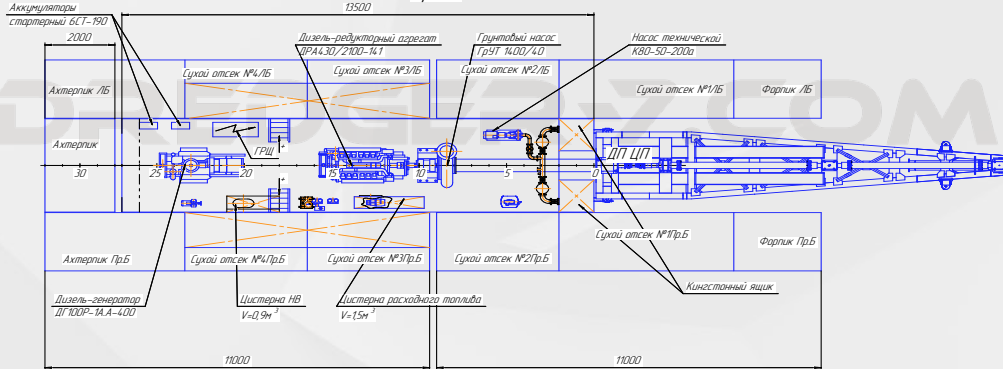 Аккумуляторы
стартерный 6СТ-190
13500
2000
Дизель-редукторный агрегат
ДРА430/2100-141
Грунтовый насос
ГрУТ 1400/40
Насос технической
К80-50-200а
DREDGERY.COM
Ахтерпик ЛБ
Сухой отсек №4ЛБ
Сухой отсек №3ЛБ
Сухой отсек №2ЛБ
Сухой отсек №1ЛБ
Форпик ЛБ
Ахтерпик
ГРЩ
ДП ЦП
30
25
20
15
10
5
0
Ахтерпик Пр.Б
Сухой отсек №4Пр.Б
Сухой отсек №3Пр.Б
Сухой отсек №2Пр.Б
Сухой отсек №1Пр.Б
Форпик Пр.Б
Кингстонный ящик
Дизель-генератор
ДГ100Р-1А.А-400
Цистерна НВ
V=0,9м³
Цистерна расходного топлива
V=1,5м³
11000
11000